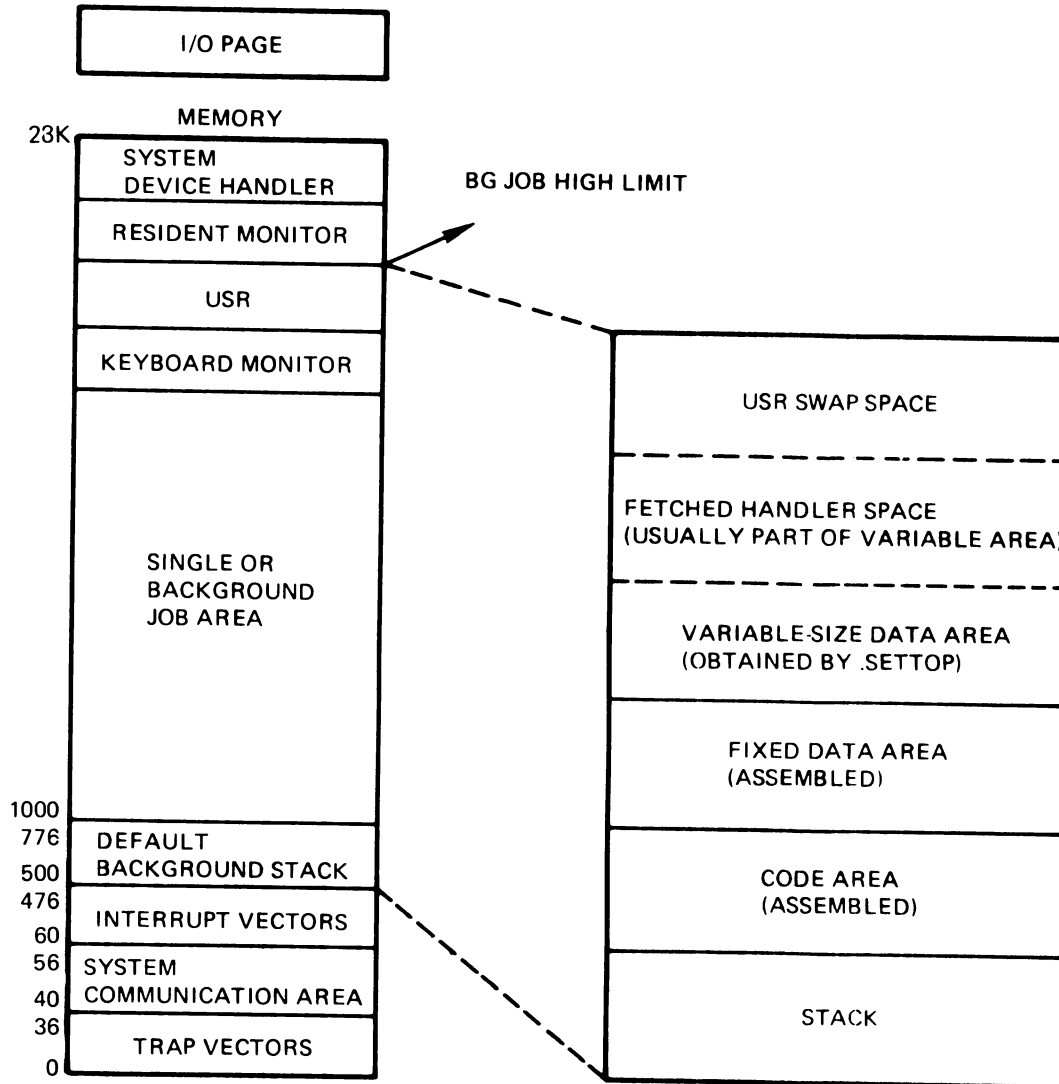 I/O PAGE
MEMORY
23K
SYSTEM
DEVICE HANDLER
BG JOB HIGH LIMIT
RESIDENT MONITOR
USR
KEYBOARD MONITOR
SINGLE OR
BACKGROUND
JOB AREA
1000
776
DEFAULT
BACKGROUND STACK
500
476
INTERRUPT VECTORS
60
56
SYSTEM
COMMUNICATION AREA
40
36
TRAP VECTORS
0
USR SWAP SPACE
FETCHED HANDLER SPACE
(USUALLY PART OF VARIABLE AREA)
VARIABLE-SIZE DATA AREA
(OBTAINED BY .SETTOP)
FIXED DATA AREA
(ASSEMBLED)
CODE AREA
(ASSEMBLED)
STACK